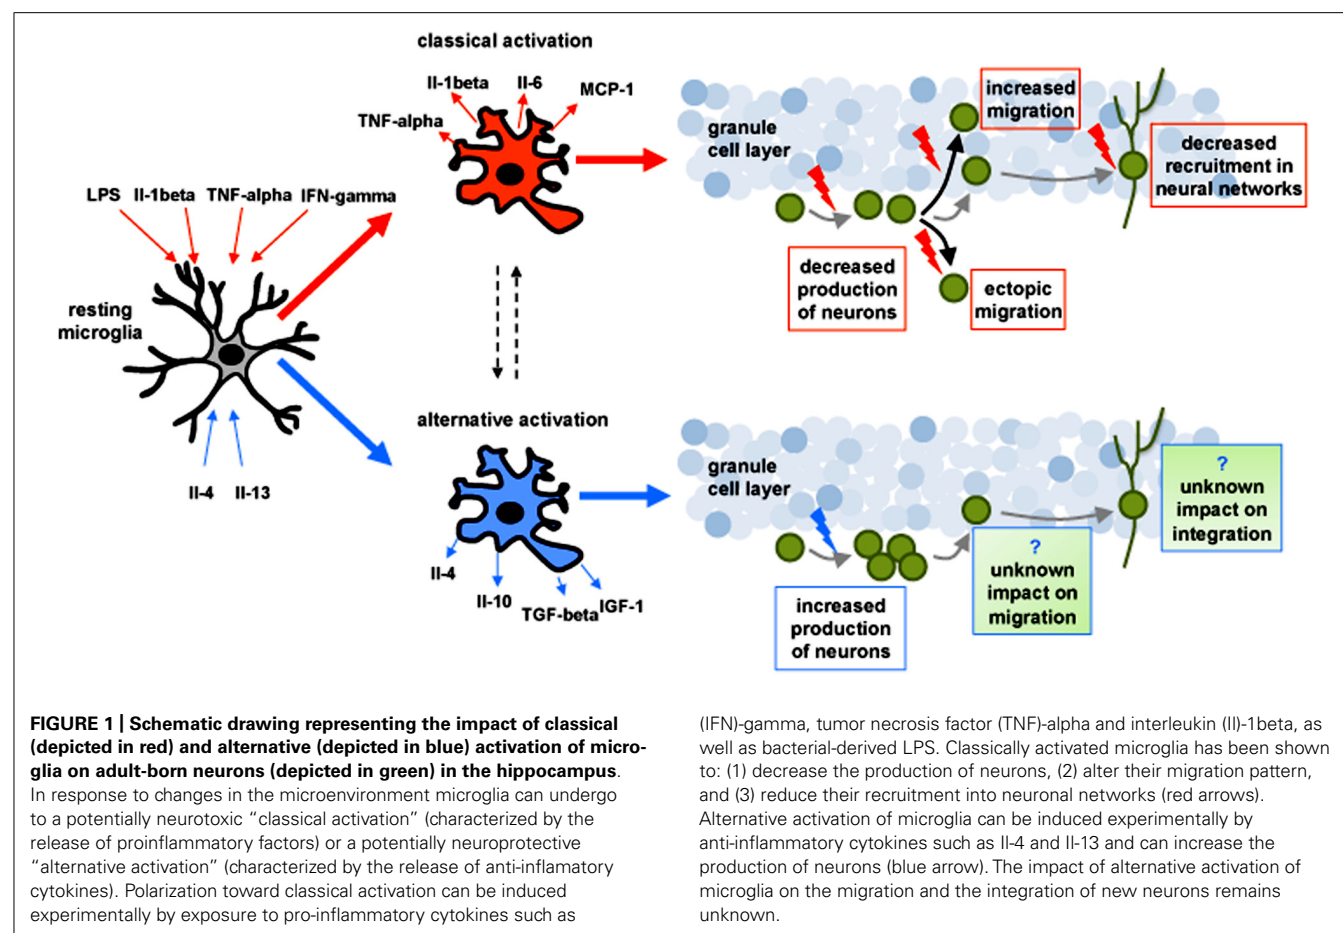 classical activation
Il-1beta
Il-6
MCP-1
TNF-alpha
LPS Il-1beta TNF-alpha IFN-gamma
resting
microglia
Il-4 Il-13
granule
cell layer
increased
migration
decreased
recruitment in
neural networks
decreased
production
of neurons
ectopic
migration
alternative activation
Il-4
Il-10
TGF-beta
IGF-1
granule
cell layer
increased
production
of neurons
?
unknown
impact on
migration
?
unknown
impact on
integration
FIGURE 1 | Schematic drawing representing the impact of classical
(depicted in red) and alternative (depicted in blue) activation of micro-
glia on adult-born neurons (depicted in green) in the hippocampus.
In response to changes in the microenvironment microglia can undergo
to a potentially neurotoxic “classical activation” (characterized by the
release of proinflammatory factors) or a potentially neuroprotective
“alternative activation” (characterized by the release of anti-inflamatory
cytokines). Polarization toward classical activation can be induced
experimentally by exposure to pro-inflammatory cytokines such as
(IFN)-gamma, tumor necrosis factor (TNF)-alpha and interleukin (Il)-1beta, as
well as bacterial-derived LPS. Classically activated microglia has been shown
to: (1) decrease the production of neurons, (2) alter their migration pattern,
and (3) reduce their recruitment into neuronal networks (red arrows).
Alternative activation of microglia can be induced experimentally by
anti-inflammatory cytokines such as Il-4 and Il-13 and can increase the
production of neurons (blue arrow). The impact of alternative activation of
microglia on the migration and the integration of new neurons remains
unknown.